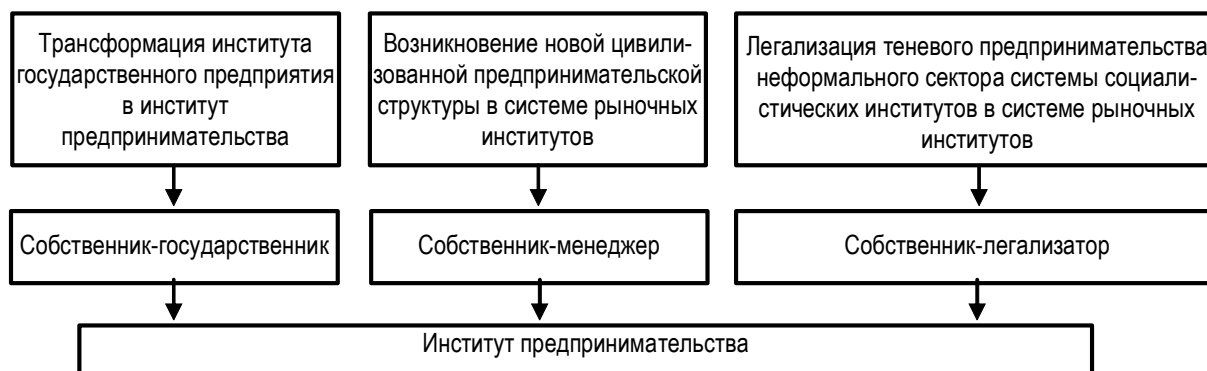 Трансформация института
государственного предприятия
в институт
предпринимательства
Возникновение новой цивили-
зованной предпринимательской
структуры в системе рыночных
институтов
Легализация теневого предпринимательства
неформального сектора системы социали-
стических институтов в системе рыночных
институтов
Собственник-государственник
Собственник-менеджер
Собственник-легализатор
Институт предпринимательства